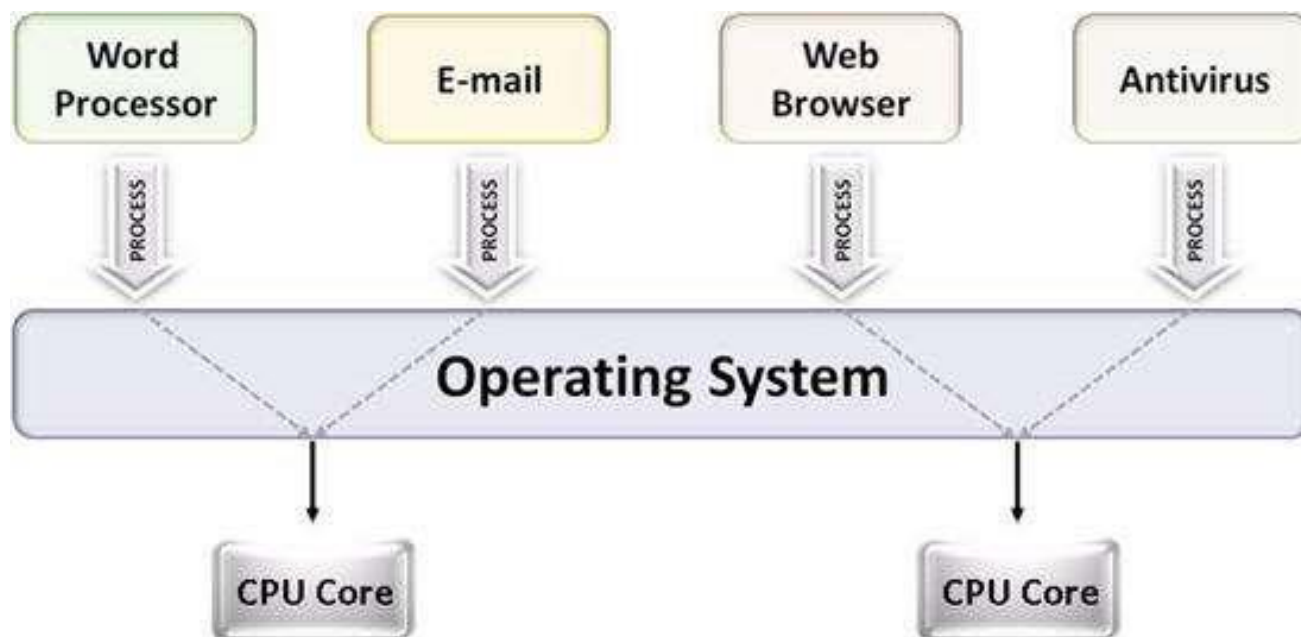 Word
Processor
E-mail
Web
Browser
Antivirus
PROCESS
PROCESS
PROCESS
PROCESS
Operating System
CPU Core
CPU Core